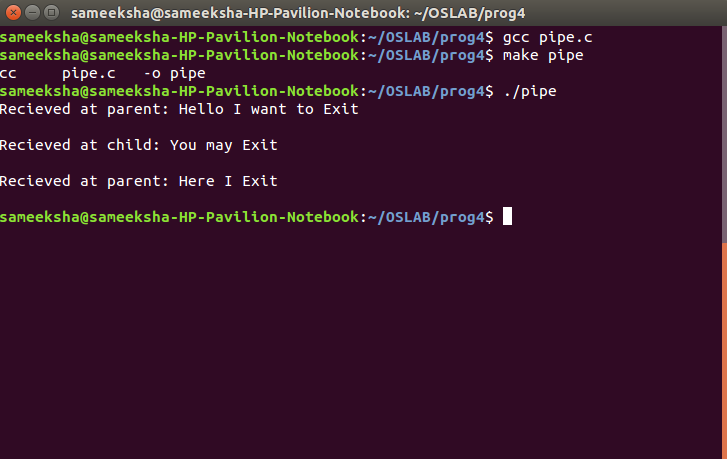 sameeksha@sameeksha-HP-Pavilion-Notebook: ~/OSLAB/prog4
sameeksha@sameeksha-HP-Pavilion-Notebook:~/OSLAB/prog4$ gcc pipe.c
sameeksha@sameeksha-HP-Pavilion-Notebook:~/OSLAB/prog4$ make pipe
cc     pipe.c   -o pipe
sameeksha@sameeksha-HP-Pavilion-Notebook:~/OSLAB/prog4$ ./pipe
Recieved at parent: Hello I want to Exit
Recieved at child: You may Exit
Recieved at parent: Here I Exit
sameeksha@sameeksha-HP-Pavilion-Notebook:~/OSLAB/prog4$